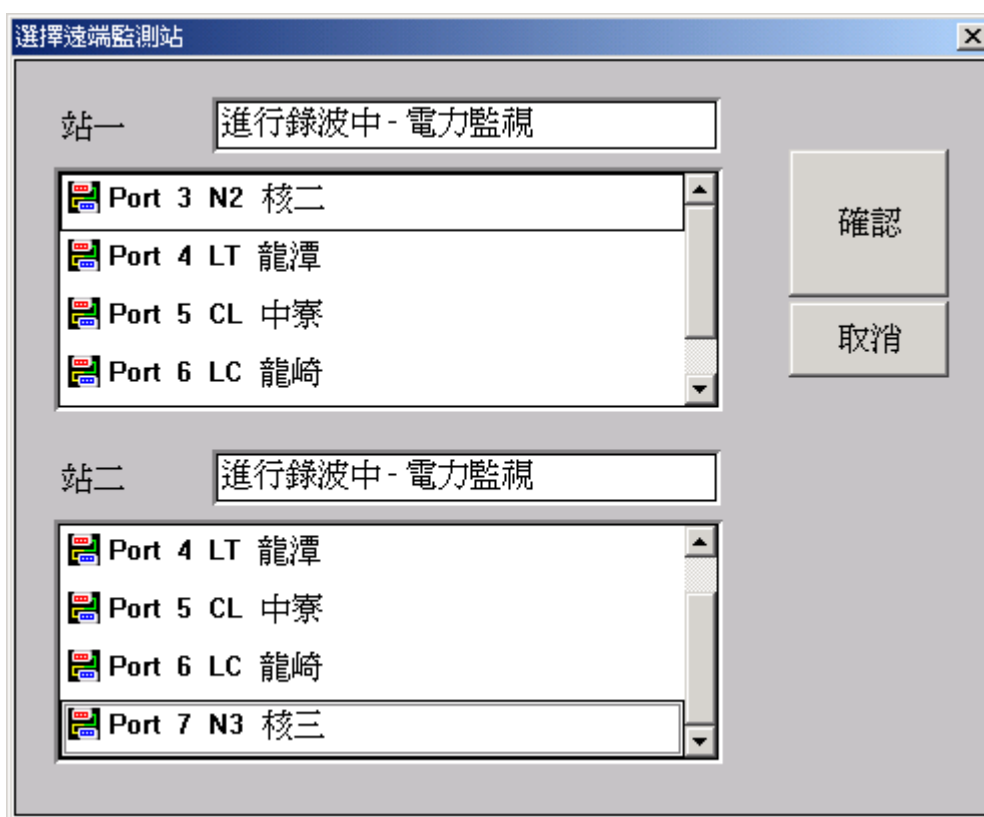 選擇遠端監測站
站一 進行錄波中 - 電力監視
Port 3 N2 核二
Port 4 LT 龍潭
Port 5 CL 中寮
Port 6 LC 龍崎
確認
取消
站二 進行錄波中 - 電力監視
Port 4 LT 龍潭
Port 5 CL 中寮
Port 6 LC 龍崎
Port 7 N3 核三